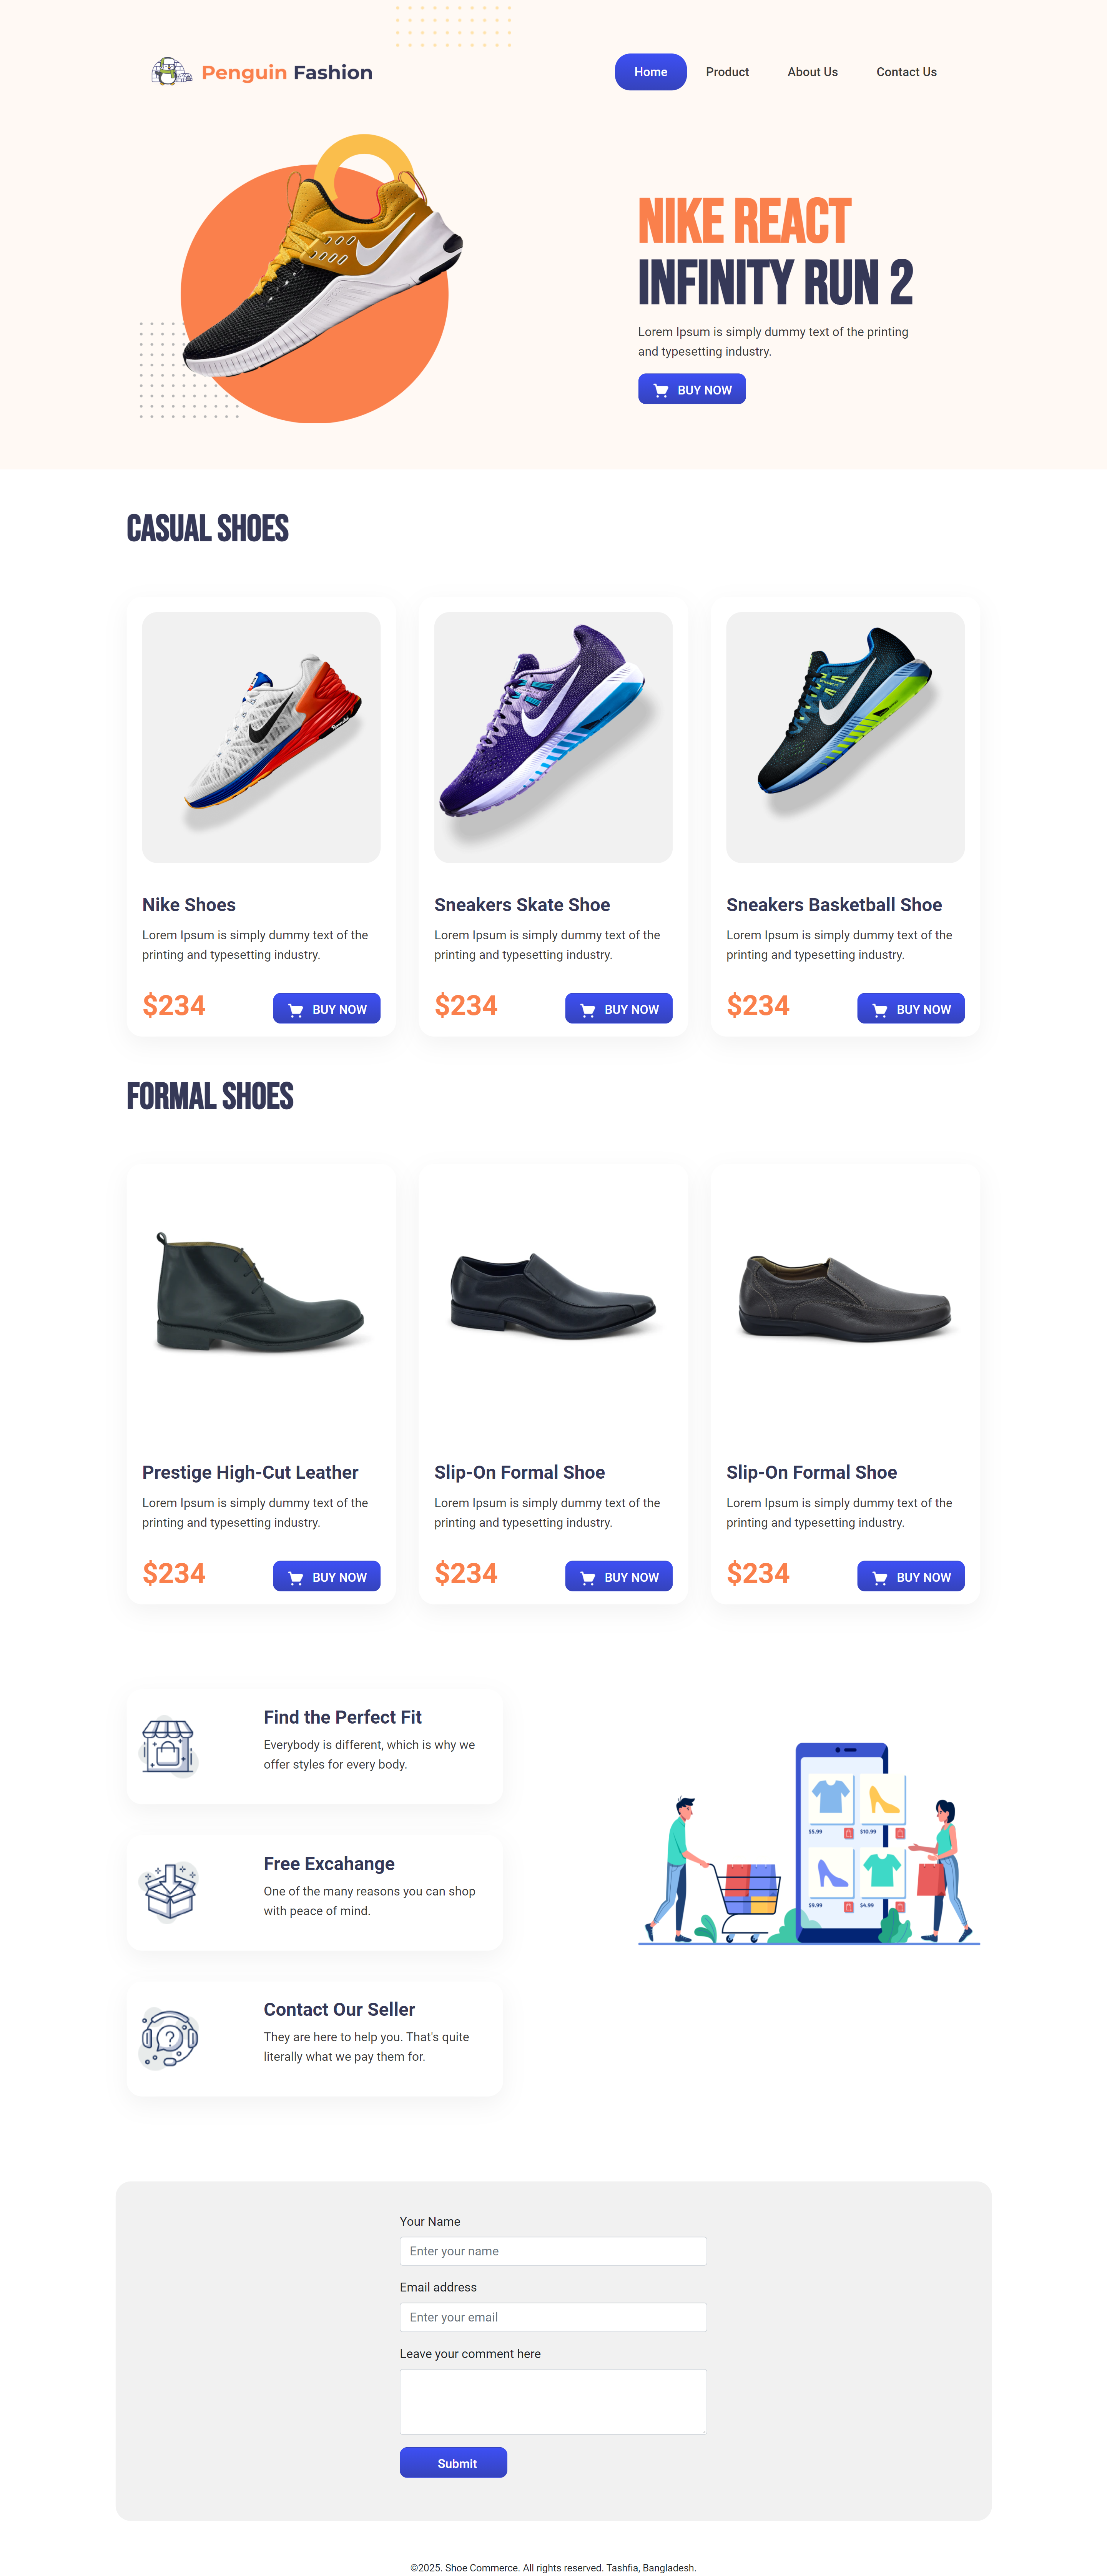 Penguin Fashion
Home
Product
About Us
Contact Us
NIKE REACT
INFINITY RUN 2
Lorem Ipsum is simply dummy text of the printing
and typesetting industry.
BUY NOW
CASUAL SHOES
Nike Shoes
Lorem Ipsum is simply dummy text of the
printing and typesetting industry.
$234
BUY NOW
Sneakers Skate Shoe
Lorem Ipsum is simply dummy text of the
printing and typesetting industry.
$234
BUY NOW
Sneakers Basketball Shoe
Lorem Ipsum is simply dummy text of the
printing and typesetting industry.
$234
BUY NOW
FORMAL SHOES
Prestige High-Cut Leather
Lorem Ipsum is simply dummy text of the
printing and typesetting industry.
$234
BUY NOW
Slip-On Formal Shoe
Lorem Ipsum is simply dummy text of the
printing and typesetting industry.
$234
BUY NOW
Slip-On Formal Shoe
Lorem Ipsum is simply dummy text of the
printing and typesetting industry.
$234
BUY NOW
Find the Perfect Fit
Everybody is different, which is why we
offer styles for every body.
Free Excahange
One of the many reasons you can shop
with peace of mind.
Contact Our Seller
They are here to help you. That's quite
literally what we pay them for.
$5.99
$10.99
$9.99
$4.99
Your Name
Enter your name
Email address
Enter your email
Leave your comment here
Submit
©2025. Shoe Commerce. All rights reserved. Tashfia, Bangladesh.